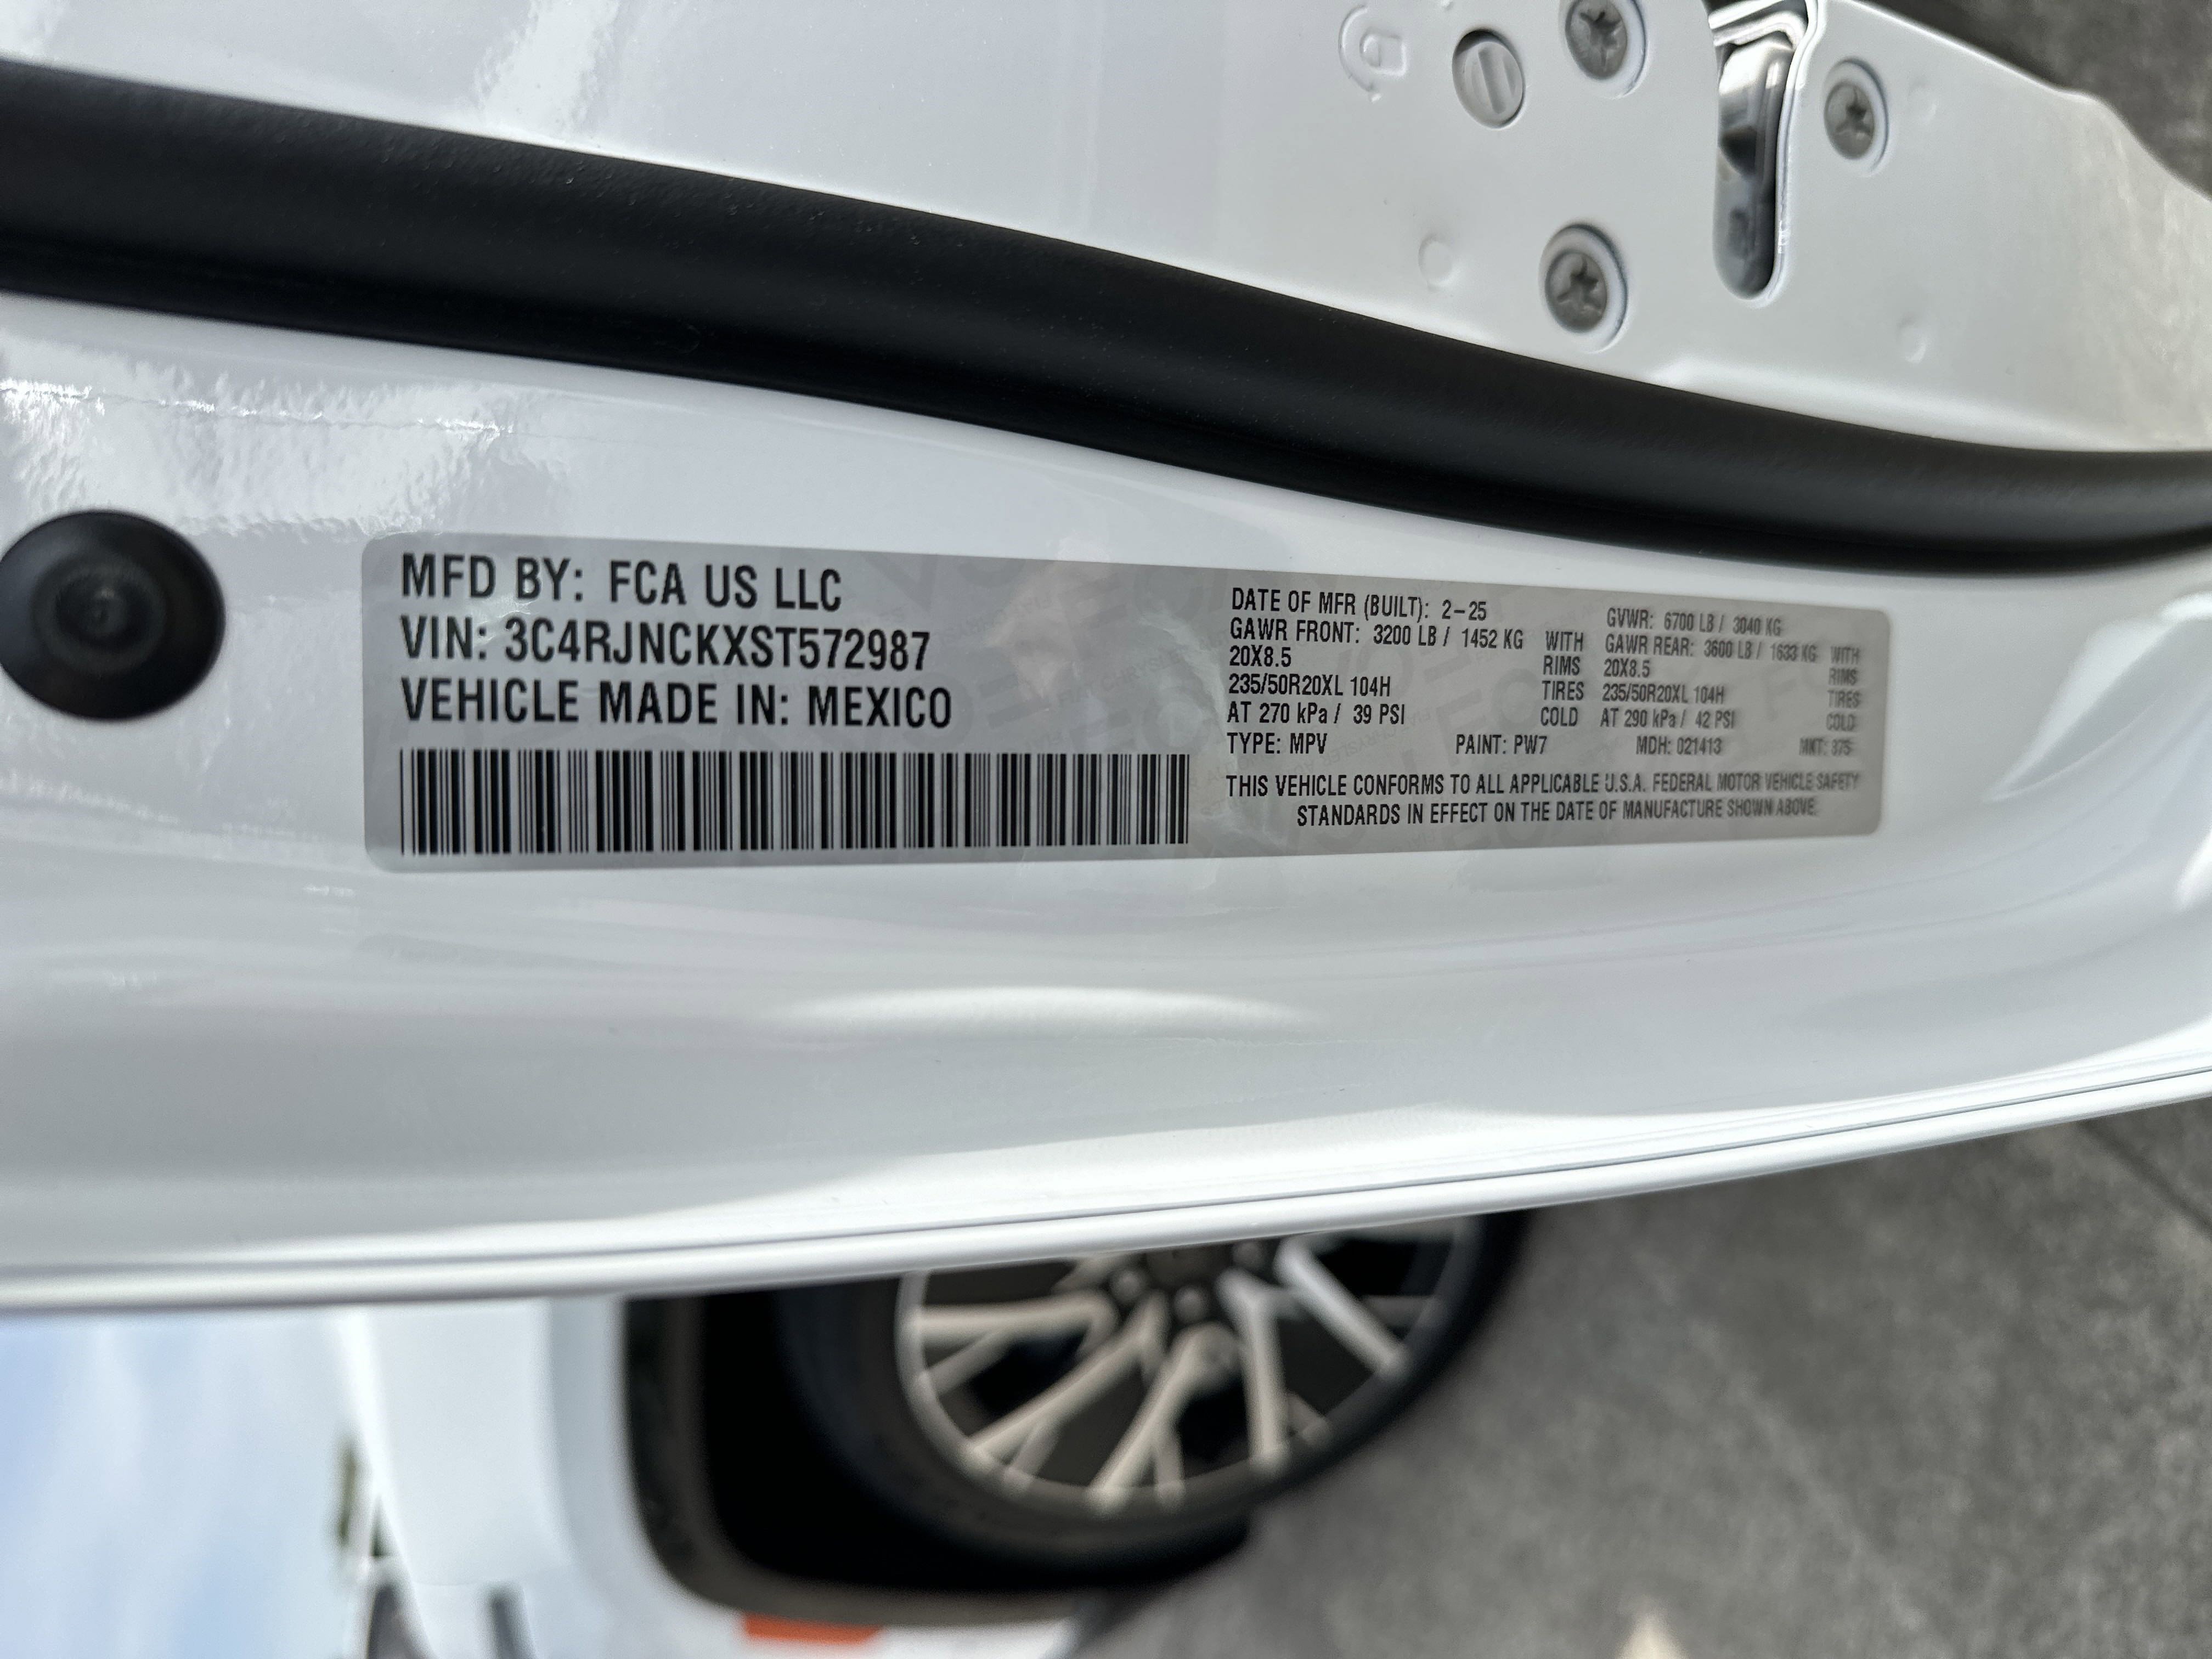 MFD BY: FCA US LLC
VIN: 3C4RJNCKXST572987
VEHICLE MADE IN: MEXICO
DATE OF MFR (BUILT): 2-25 GVWR: 6700 LB / 3040 KG
GAWR FRONT: 3200 LB / 1452 KG WITH GAWR REAR: 3600 LB / 1633 KG WITH
20X8.5 RIMS 20X8.5 RIMS
235/50R20XL 104H TIRES 235/50R20XL 104H TIRES
AT 270 kPa / 39 PSI COLD AT 290 kPa / 42 PSI COLD
TYPE: MPV PAINT: PW7 MDH: 021413 MKT: 375
THIS VEHICLE CONFORMS TO ALL APPLICABLE U.S.A. FEDERAL MOTOR VEHICLE SAFETY
STANDARDS IN EFFECT ON THE DATE OF MANUFACTURE SHOWN ABOVE.